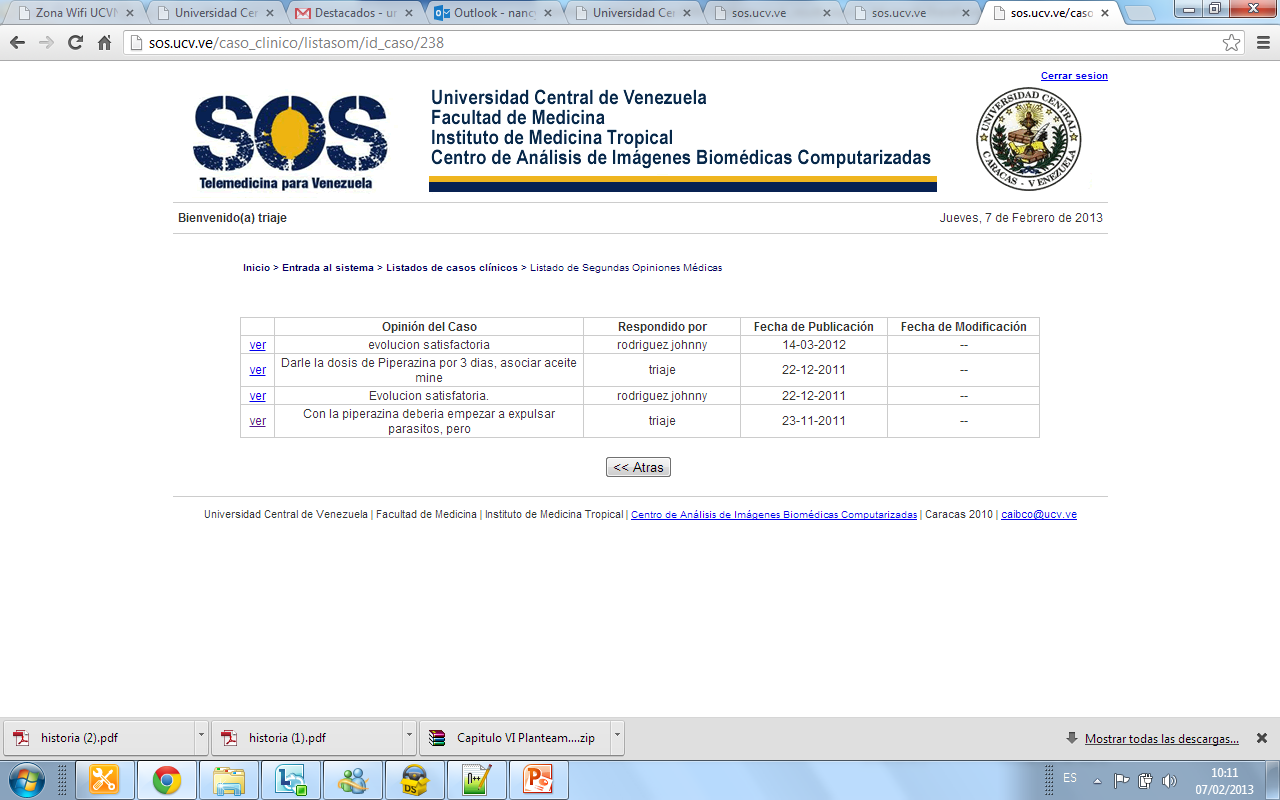 Zona Wifi UCVN
Universidad Cen
Destacados - un
Outlook - nanc
Universidad Cen
sos.ucv.ve
sos.ucv.ve
sos.ucv.ve/caso
sos.ucv.ve/caso_clinico/listasom/id_caso/238
Cerrar sesion
SOS
Telemedicina para Venezuela
Universidad Central de Venezuela
Facultad de Medicina
Instituto de Medicina Tropical
Centro de Análisis de Imágenes Biomédicas Computarizadas
UNIVERSIDAD CENTRAL
CARACAS - VENEZUELA
Bienvenido(a) triaje
Jueves, 7 de Febrero de 2013
Inicio > Entrada al sistema > Listados de casos clínicos > Listado de Segundas Opiniones Médicas
Opinión del Caso Respondido por Fecha de Publicación Fecha de Modificación
ver evolucion satisfactoria rodriguez johnny 14-03-2012 --
ver Darle la dosis de Piperazina por 3 dias, asociar aceite
mine triaje 22-12-2011 --
ver Evolucion satisfatoria. rodriguez johnny 22-12-2011 --
ver Con la piperazina deberia empezar a expulsar
parasitos, pero triaje 23-11-2011 --
<< Atras
Universidad Central de Venezuela | Facultad de Medicina | Instituto de Medicina Tropical | Centro de Análisis de Imágenes Biomédicas Computarizadas | Caracas 2010 | caibco@ucv.ve
historia (2).pdf
historia (1).pdf
Capitulo VI Planteam....zip
Mostrar todas las descargas...
DS
ES
10:11
07/02/2013